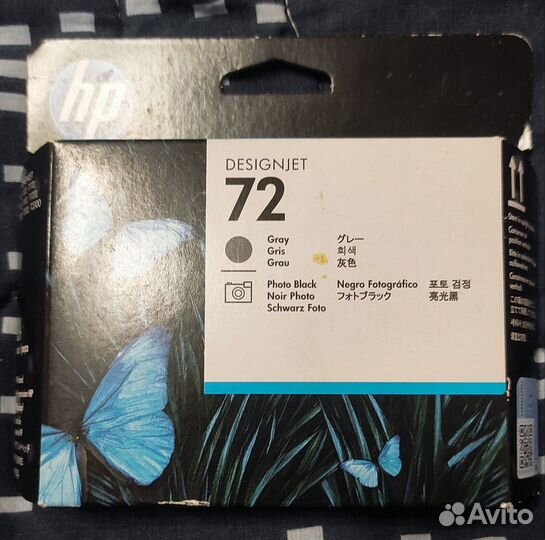 hp
DESIGNJET
72
Gray グレー
Gris 회색
Grau 灰色
Photo Black Negro Fotográfico 포토 검정
Noir Photo フォトブラック 亮光黑
Schwarz Foto
Avito